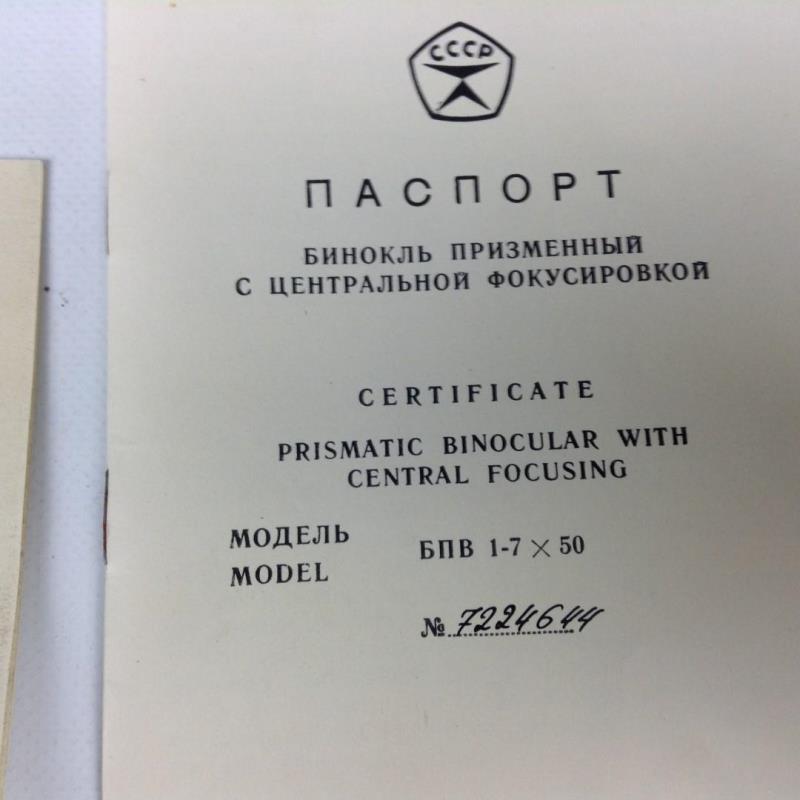 СССР
ПАСПОРТ
БИНОКЛЬ ПРИЗМЕННЫЙ
С ЦЕНТРАЛЬНОЙ ФОКУСИРОВКОЙ
CERTIFICATE
PRISMATIC BINOCULAR WITH
CENTRAL FOCUSING
МОДЕЛЬ
MODEL
БПВ 1-7 × 50
№ 7224644